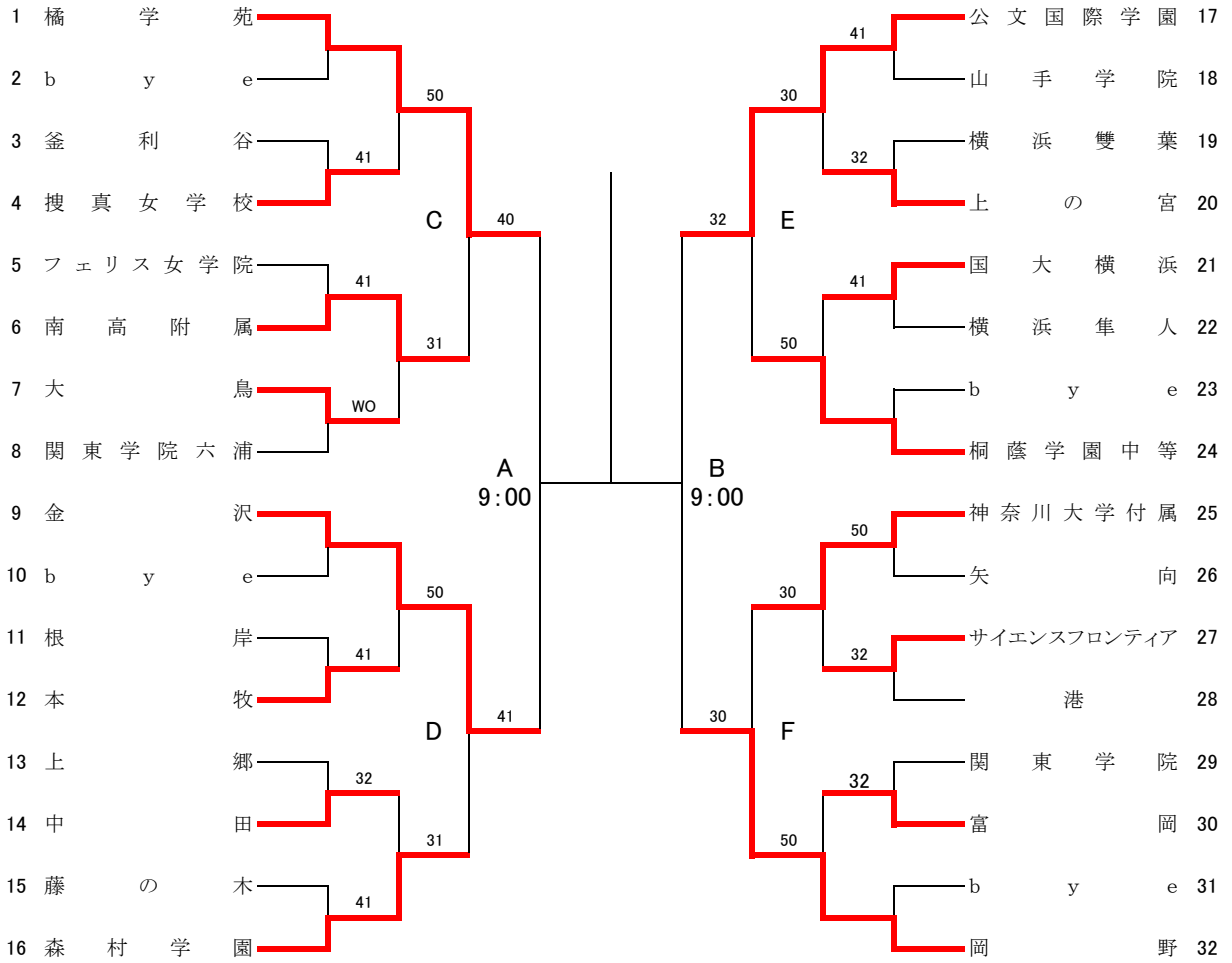 1 橘学苑
2 bye
50
3 釜利谷
41
4 捜真女学校
C
40
5 フェリス女学院
41
6 南高附属
31
7 大鳥
WO
8 関東学院六浦
A
9:00
9 金沢
10 bye
50
11 根岸
41
12 本牧
D
41
13 上郷
32
14 中田
31
15 藤の木
41
16 森村学園
公文国際学園 17
41
山手学院 18
30
横浜雙葉 19
32
上の宮 20
32
E
国大横浜 21
41
横浜隼人 22
50
bye 23
桐蔭学園中等 24
B
9:00
神奈川大学付属 25
50
矢向 26
30
サイエンスフロンティア 27
32
港 28
30
F
関東学院 29
32
富岡 30
50
bye 31
岡野 32